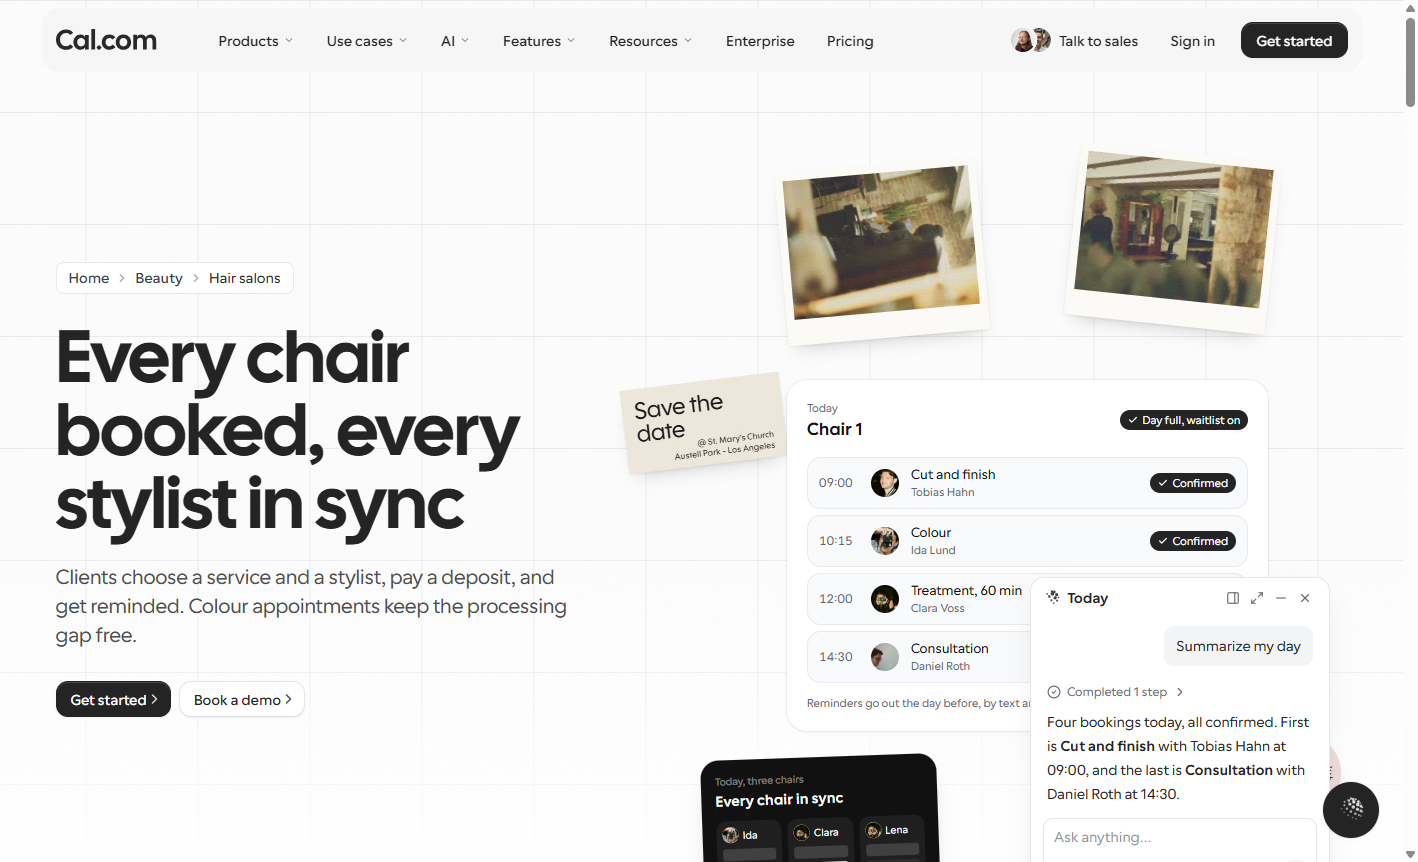 Cal.com
Products
Use cases
AI
Features
Resources
Enterprise
Pricing
Talk to sales
Sign in
Get started
Home
Beauty
Hair salons
Every chair
booked, every
stylist in sync
Clients choose a service and a stylist, pay a deposit, and
get reminded. Colour appointments keep the processing
gap free.
Get started
Book a demo
Save the
date
@ St. Mary's Church
Austell Park - Los Angeles
Today
Chair 1
Day full, waitlist on
09:00
Cut and finish
Tobias Hahn
Confirmed
10:15
Colour
Ida Lund
Confirmed
12:00
Treatment, 60 min
Clara Voss
14:30
Consultation
Daniel Roth
Reminders go out the day before, by text
Today, three chairs
Every chair in sync
Ida
Clara
Lena
Today
Summarize my day
Completed 1 step
Four bookings today, all confirmed. First
is Cut and finish with Tobias Hahn at
09:00, and the last is Consultation with
Daniel Roth at 14:30.
Ask anything...